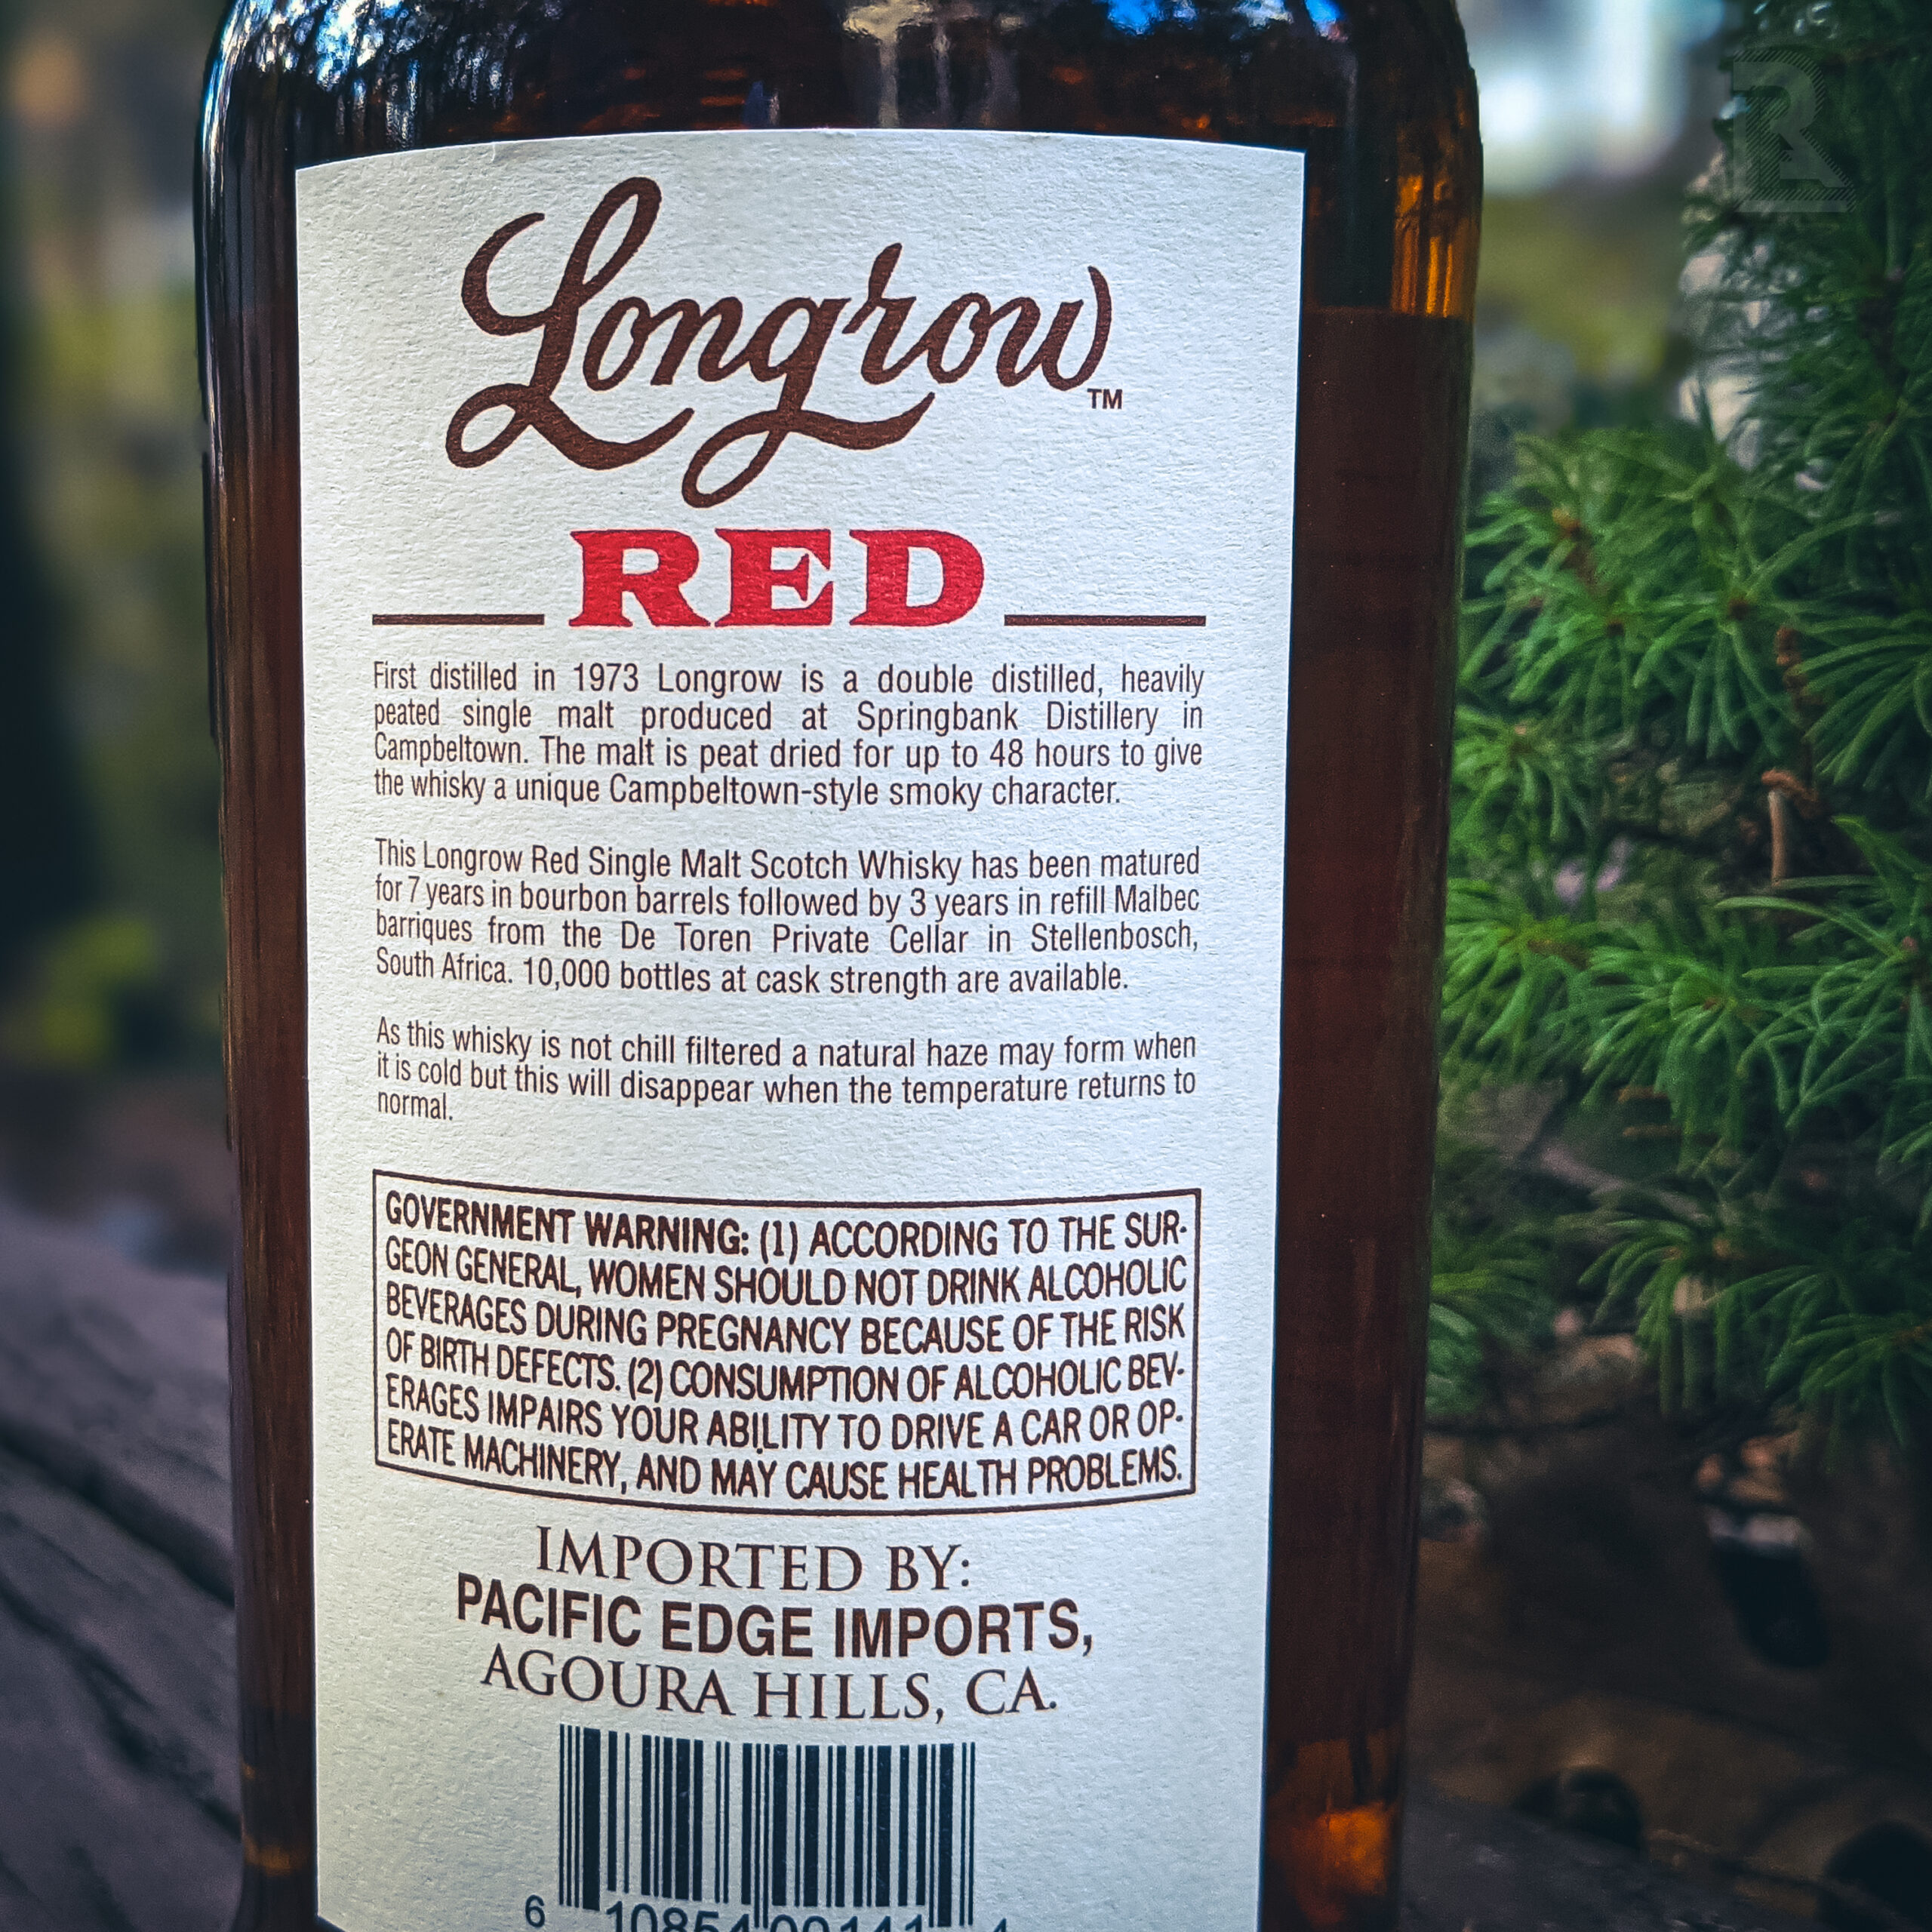 Longrow™
RED
First distilled in 1973 Longrow is a double distilled, heavily
peated single malt produced at Springbank Distillery in
Campbeltown. The malt is peat dried for up to 48 hours to give
the whisky a unique Campbeltown-style smoky character.
This Longrow Red Single Malt Scotch Whisky has been matured
for 7 years in bourbon barrels followed by 3 years in refill Malbec
barriques from the De Toren Private Cellar in Stellenbosch,
South Africa. 10,000 bottles at cask strength are available.
As this whisky is not chill filtered a natural haze may form when
it is cold but this will disappear when the temperature returns to
normal.
GOVERNMENT WARNING: (1) ACCORDING TO THE SUR-
GEON GENERAL, WOMEN SHOULD NOT DRINK ALCOHOLIC
BEVERAGES DURING PREGNANCY BECAUSE OF THE RISK
OF BIRTH DEFECTS. (2) CONSUMPTION OF ALCOHOLIC BEV-
ERAGES IMPAIRS YOUR ABILITY TO DRIVE A CAR OR OP-
ERATE MACHINERY, AND MAY CAUSE HEALTH PROBLEMS.
IMPORTED BY:
PACIFIC EDGE IMPORTS,
AGOURA HILLS, CA.
6